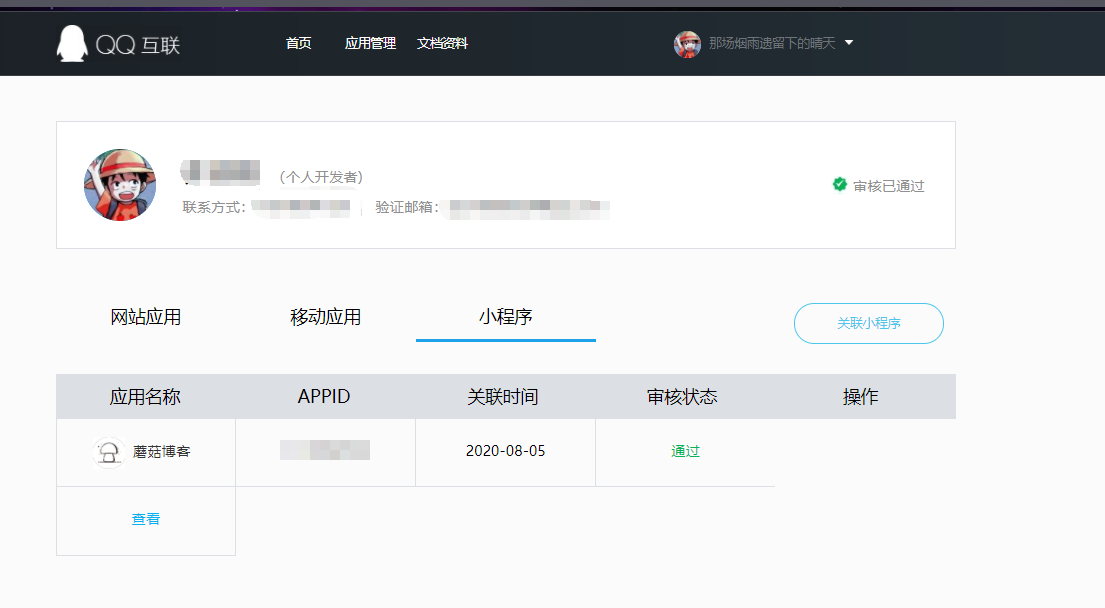 QQ 互联 首页 应用管理 文档资料 那场烟雨遗留下的晴天
(个人开发者)
审核已通过
联系方式： 验证邮箱：
网站应用 移动应用 小程序 关联小程序
应用名称 APPID 关联时间 审核状态 操作
蘑菇博客 2020-08-05 通过
查看